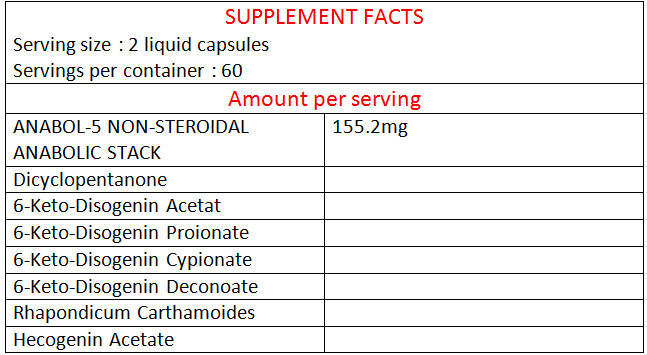 SUPPLEMENT FACTS
Serving size : 2 liquid capsules
Servings per container : 60
Amount per serving
ANABOL-5 NON-STEROIDAL 155.2mg
ANABOLIC STACK
Dicyclopentanone
6-Keto-Disogenin Acetat
6-Keto-Disogenin Proionate
6-Keto-Disogenin Cypionate
6-Keto-Disogenin Deconoate
Rhapondicum Carthamoides
Hecogenin Acetate